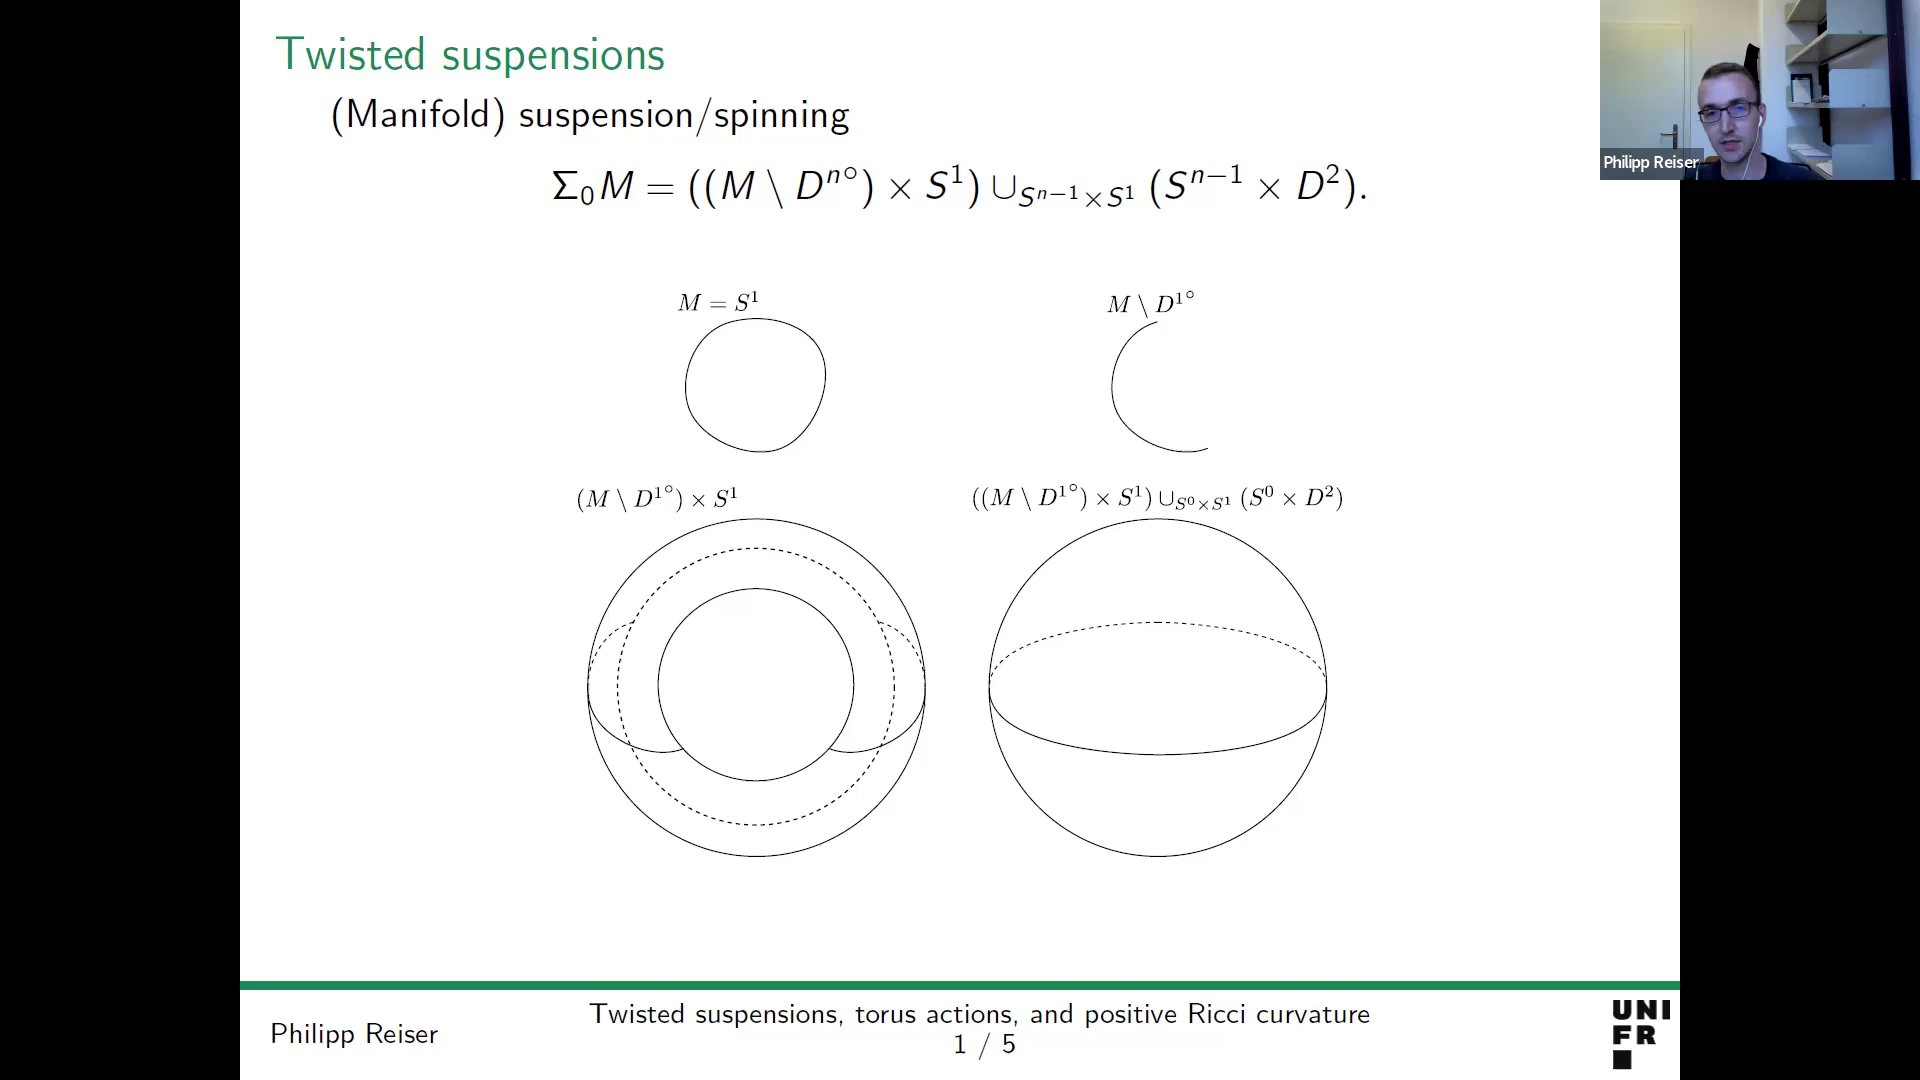 Twisted suspensions
(Manifold) suspension/spinning
Σ₀M = ((M \ Dⁿ°) × S¹) ∪_{Sⁿ⁻¹×S¹} (Sⁿ⁻¹ × D²).
M = S¹
M \ D¹°
(M \ D¹°) × S¹
((M \ D¹°) × S¹) ∪_{S⁰×S¹} (S⁰ × D²)
Philipp Reiser
Philipp Reiser
Twisted suspensions, torus actions, and positive Ricci curvature
1 / 5
UNI
FR